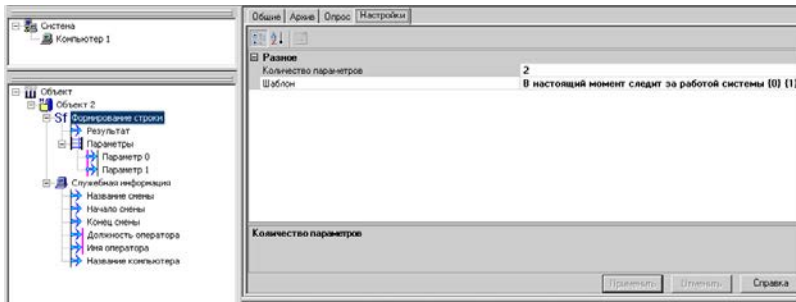 Система
Компьютер 1
Объект
Объект 2
Sf Формирование строки
Результат
Параметры
Параметр 0
Параметр 1
Служебная информация
Название смены
Начало смены
Конец смены
Должность оператора
Имя оператора
Название компьютера
Общие Архив Опрос Настройки
Разное
Количество параметров 2
Шаблон В настоящий момент следит за работой системы {0} {1}
Количество параметров
Применить Отменить Справка